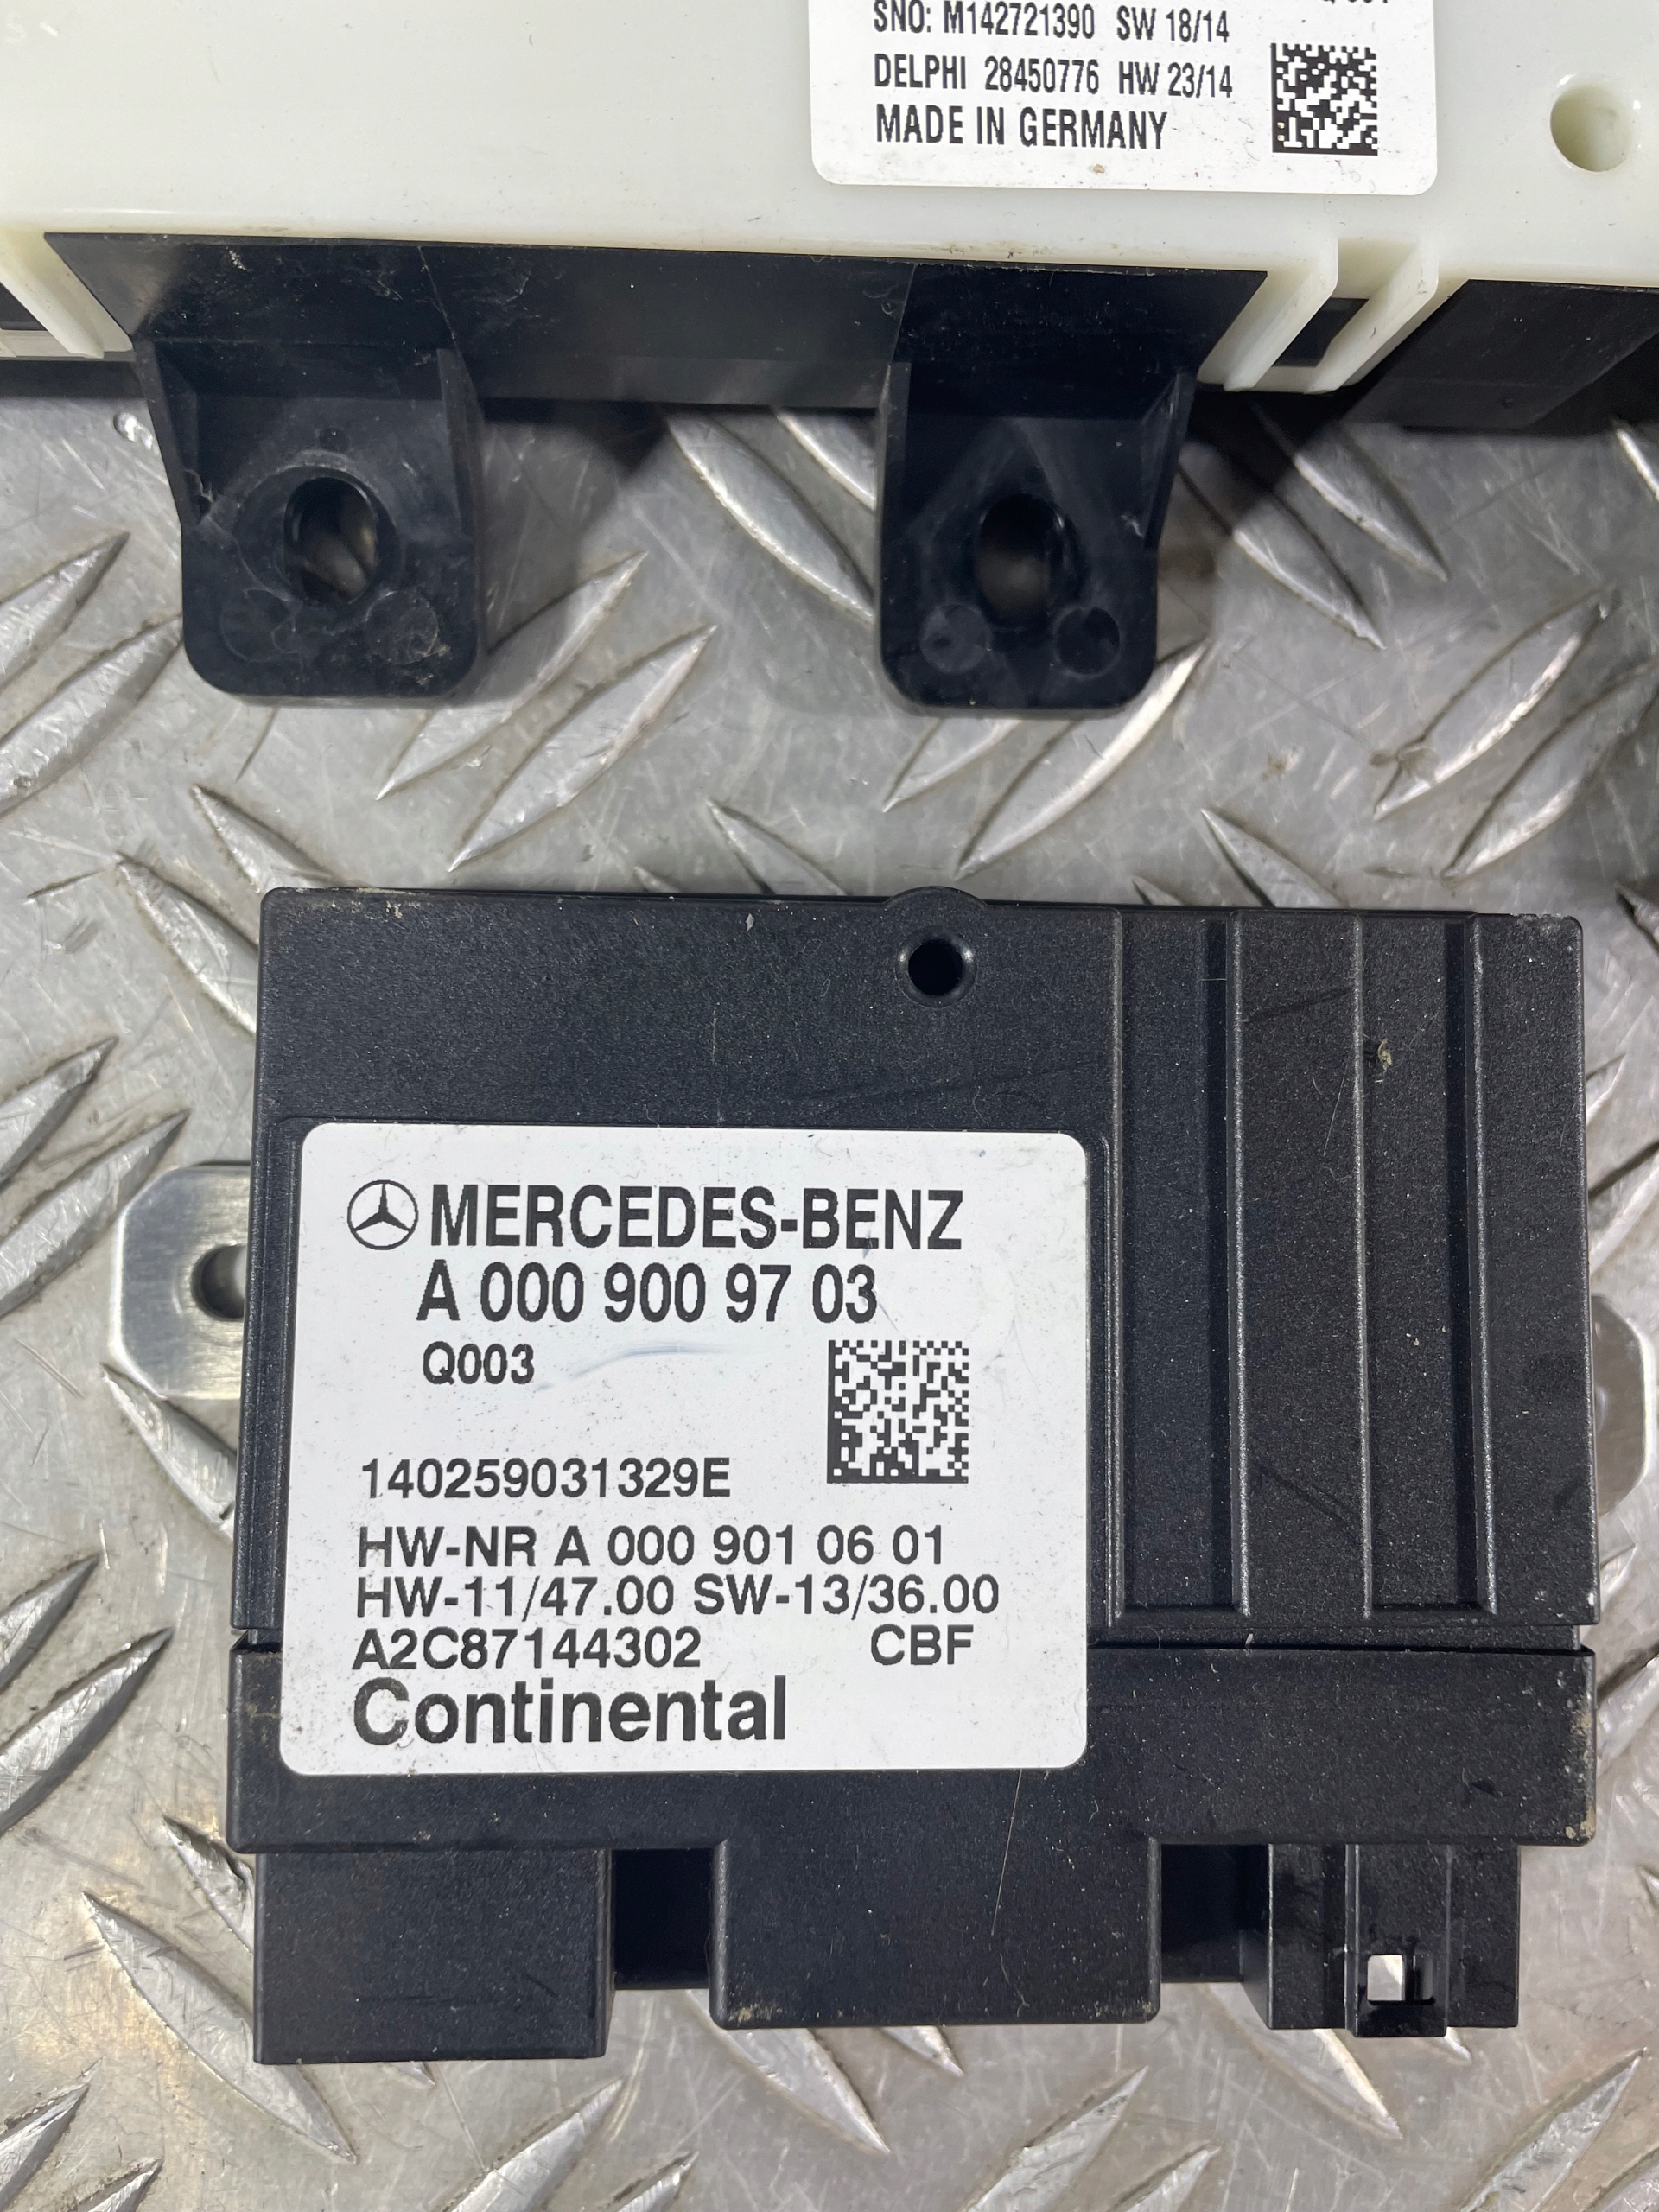 SNO: M142721390 SW 18/14
DELPHI 28450776 HW 23/14
MADE IN GERMANY
MERCEDES-BENZ
A 000 900 97 03
Q003
140259031329E
HW-NR A 000 901 06 01
HW-11/47.00 SW-13/36.00
A2C87144302 CBF
Continental